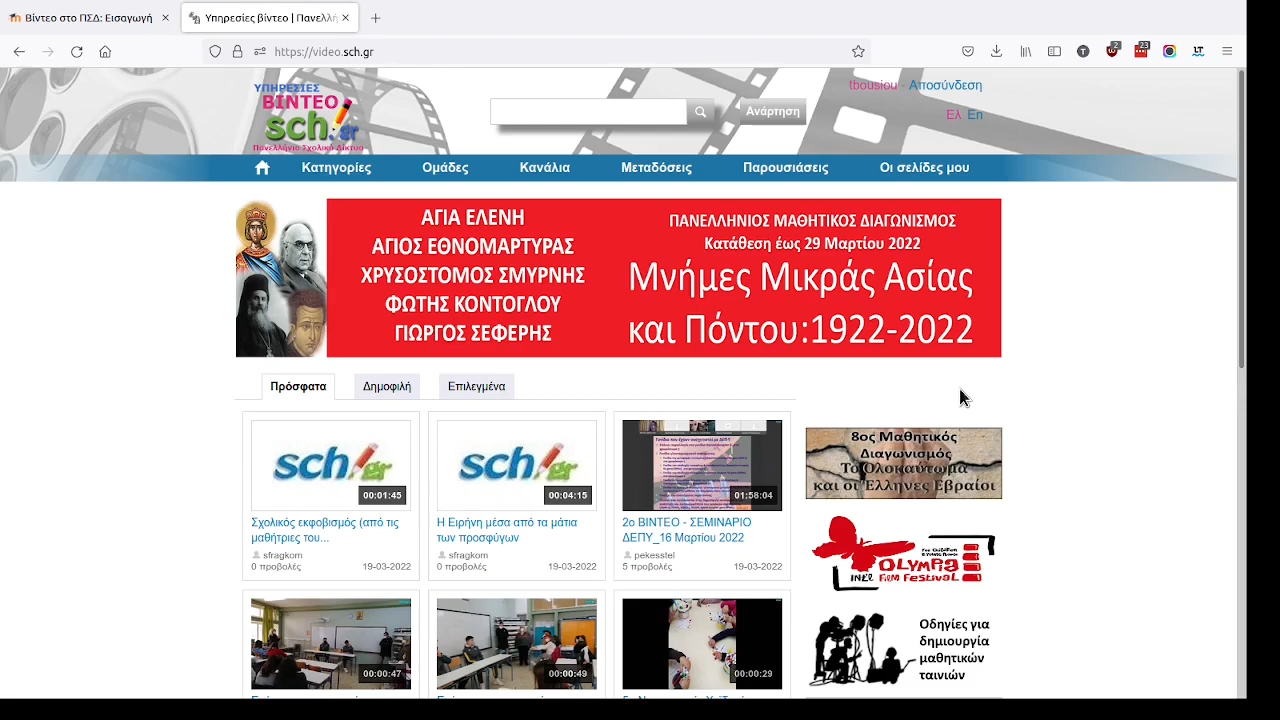 Βίντεο στο ΠΣΔ: Εισαγωγή
Υπηρεσίες βίντεο | Πανελλή
https://video.sch.gr
2
23
tbousiou - Αποσύνδεση
Ελ En
ΥΠΗΡΕΣΙΕΣ
ΒΙΝΤΕΟ
sch.gr
Πανελλήνιο Σχολικό Δίκτυο
Ανάρτηση
Κατηγορίες Ομάδες Κανάλια Μεταδόσεις Παρουσιάσεις Οι σελίδες μου
ΑΓΙΑ ΕΛΕΝΗ
ΑΓΙΟΣ ΕΘΝΟΜΑΡΤΥΡΑΣ
ΧΡΥΣΟΣΤΟΜΟΣ ΣΜΥΡΝΗΣ
ΦΩΤΗΣ ΚΟΝΤΟΓΛΟΥ
ΓΙΩΡΓΟΣ ΣΕΦΕΡΗΣ
ΠΑΝΕΛΛΗΝΙΟΣ ΜΑΘΗΤΙΚΟΣ ΔΙΑΓΩΝΙΣΜΟΣ
Κατάθεση έως 29 Μαρτίου 2022
Μνήμες Μικράς Ασίας
και Πόντου:1922-2022
Πρόσφατα Δημοφιλή Επιλεγμένα
sch.gr
00:01:45
Σχολικός εκφοβισμός (από τις
μαθήτριες του...
sfragkom
0 προβολές 19-03-2022
sch.gr
00:04:15
Η Ειρήνη μέσα από τα μάτια
των προσφύγων
sfragkom
0 προβολές 19-03-2022
01:58:04
2ο ΒΙΝΤΕΟ - ΣΕΜΙΝΑΡΙΟ
ΔΕΠΥ_16 Μαρτίου 2022
pekesstel
5 προβολές 19-03-2022
00:00:47
00:00:49
00:00:29
8ος Μαθητικός
Διαγωνισμός
Το Ολοκαύτωμα
και οι Έλληνες Εβραίοι
OLYMPIA
INTL FILM FESTIVAL
Οδηγίες για
δημιουργία
μαθητικών
ταινιών